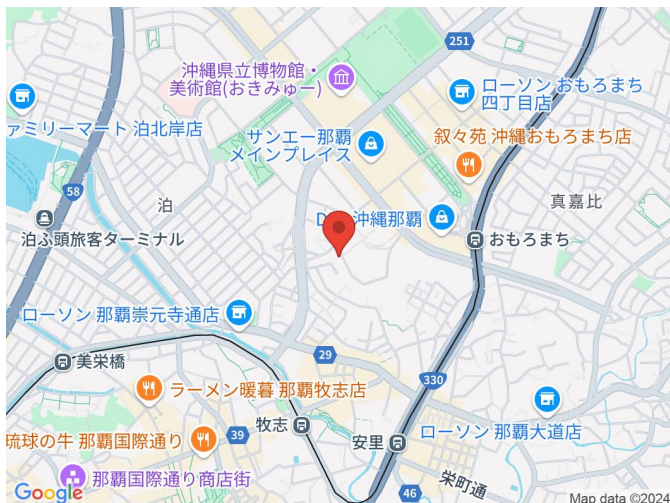 251
沖縄県立博物館・
美術館(おきみゅー)
ローソン おもろまち
四丁目店
ァミリーマート 泊北岸店
サンエー那覇
メインプレイス
叙々苑 沖縄おもろまち店
58
泊
真嘉比
沖縄那覇
おもろまち
泊ふ頭旅客ターミナル
ローソン 那覇崇元寺通店
美栄橋
29
330
ラーメン暖暮 那覇牧志店
牧志
安里
ローソン 那覇大道店
琉球の牛 那覇国際通り
39
那覇国際通り商店街
46
栄町通
Google
Map data ©2024